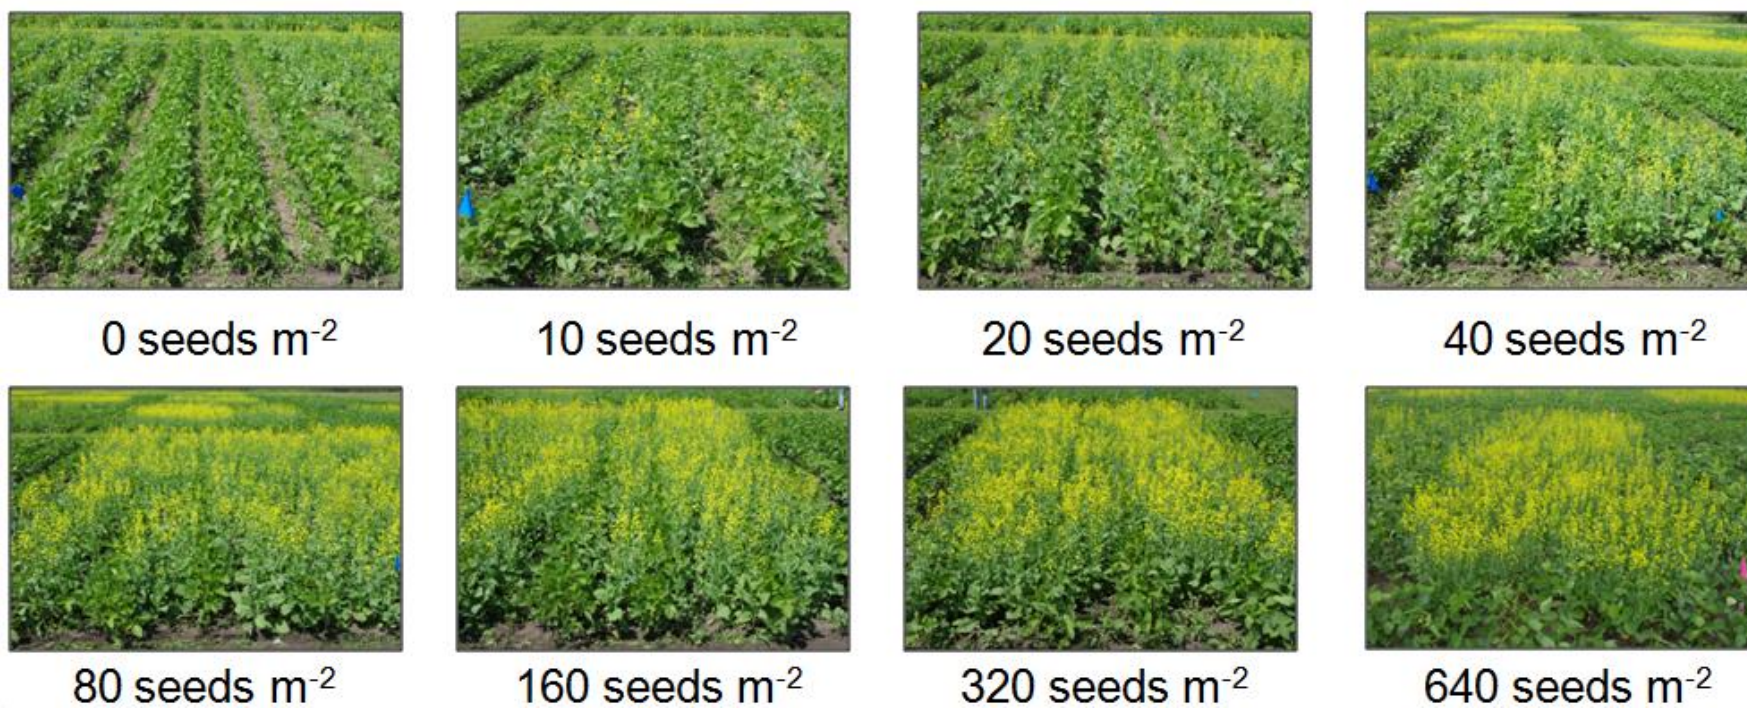 0 seeds m⁻²
10 seeds m⁻²
20 seeds m⁻²
40 seeds m⁻²
80 seeds m⁻²
160 seeds m⁻²
320 seeds m⁻²
640 seeds m⁻²